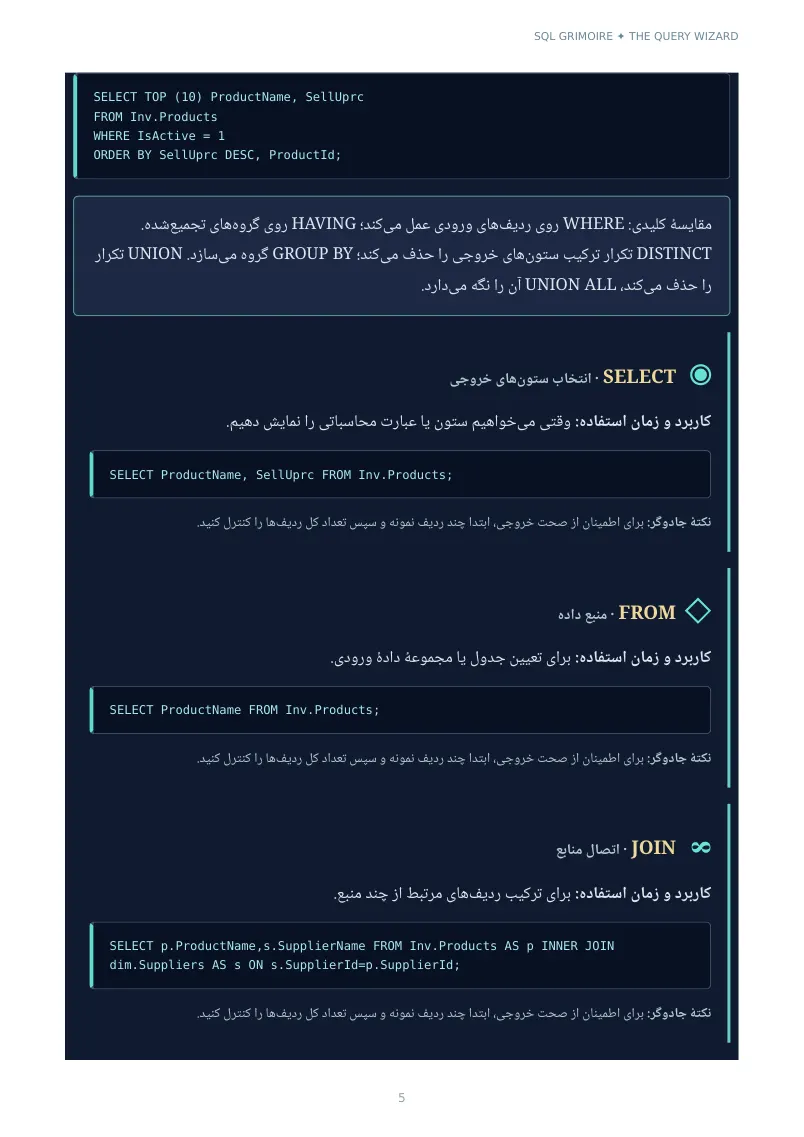 SQL GRIMOIRE ✦ THE QUERY WIZARD
SELECT TOP (10) ProductName, SellUprc
FROM Inv.Products
WHERE IsActive = 1
ORDER BY SellUprc DESC, ProductId;
مقایسهٔ کلیدی: WHERE روی ردیف‌های ورودی عمل می‌کند؛ HAVING روی گروه‌های تجمیع‌شده.
DISTINCT تکرار ترکیب ستون‌های خروجی را حذف می‌کند؛ GROUP BY گروه می‌سازد. UNION تکرار
را حذف می‌کند، UNION ALL آن را نگه می‌دارد.
◉ SELECT · انتخاب ستون‌های خروجی
کاربرد و زمان استفاده: وقتی می‌خواهیم ستون یا عبارت محاسباتی را نمایش دهیم.
SELECT ProductName, SellUprc FROM Inv.Products;
نکتهٔ جادوگر: برای اطمینان از صحت خروجی، ابتدا چند ردیف نمونه و سپس تعداد کل ردیف‌ها را کنترل کنید.
◇ FROM · منبع داده
کاربرد و زمان استفاده: برای تعیین جدول یا مجموعهٔ دادهٔ ورودی.
SELECT ProductName FROM Inv.Products;
نکتهٔ جادوگر: برای اطمینان از صحت خروجی، ابتدا چند ردیف نمونه و سپس تعداد کل ردیف‌ها را کنترل کنید.
∞ JOIN · اتصال منابع
کاربرد و زمان استفاده: برای ترکیب ردیف‌های مرتبط از چند منبع.
SELECT p.ProductName,s.SupplierName FROM Inv.Products AS p INNER JOIN
dim.Suppliers AS s ON s.SupplierId=p.SupplierId;
نکتهٔ جادوگر: برای اطمینان از صحت خروجی، ابتدا چند ردیف نمونه و سپس تعداد کل ردیف‌ها را کنترل کنید.
5